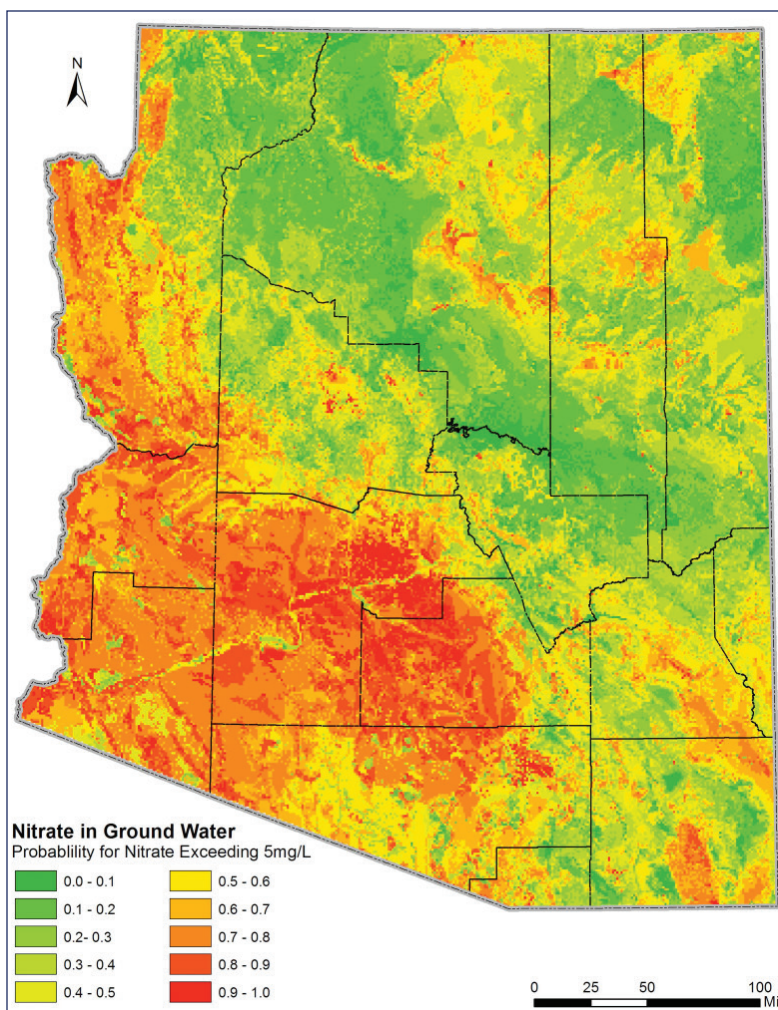 N
Nitrate in Ground Water
Probablility for Nitrate Exceeding 5mg/L
0.0 - 0.1
0.1 - 0.2
0.2- 0.3
0.3 - 0.4
0.4 - 0.5
0.5 - 0.6
0.6 - 0.7
0.7 - 0.8
0.8 - 0.9
0.9 - 1.0
0 25 50 100
Mi